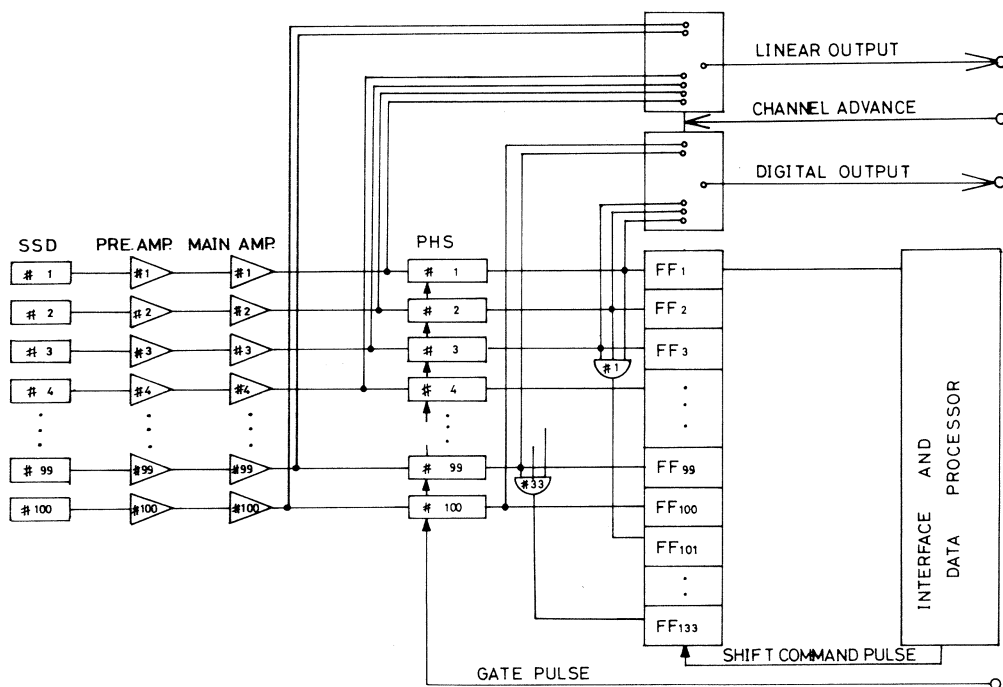 LINEAR OUTPUT
CHANNEL ADVANCE
DIGITAL OUTPUT
SSD PRE.AMP. MAIN AMP. PHS
# 1 #1 #1 # 1 FF1
# 2 #2 #2 # 2 FF2
# 3 #3 #3 # 3 FF3
#1
# 4 #4 #4 # 4
# 99 #99 #99 # 99 FF99
#33
#100 #100 #100 # 100 FF100
FF101
FF133
INTERFACE AND
DATA PROCESSOR
SHIFT COMMAND PULSE
GATE PULSE